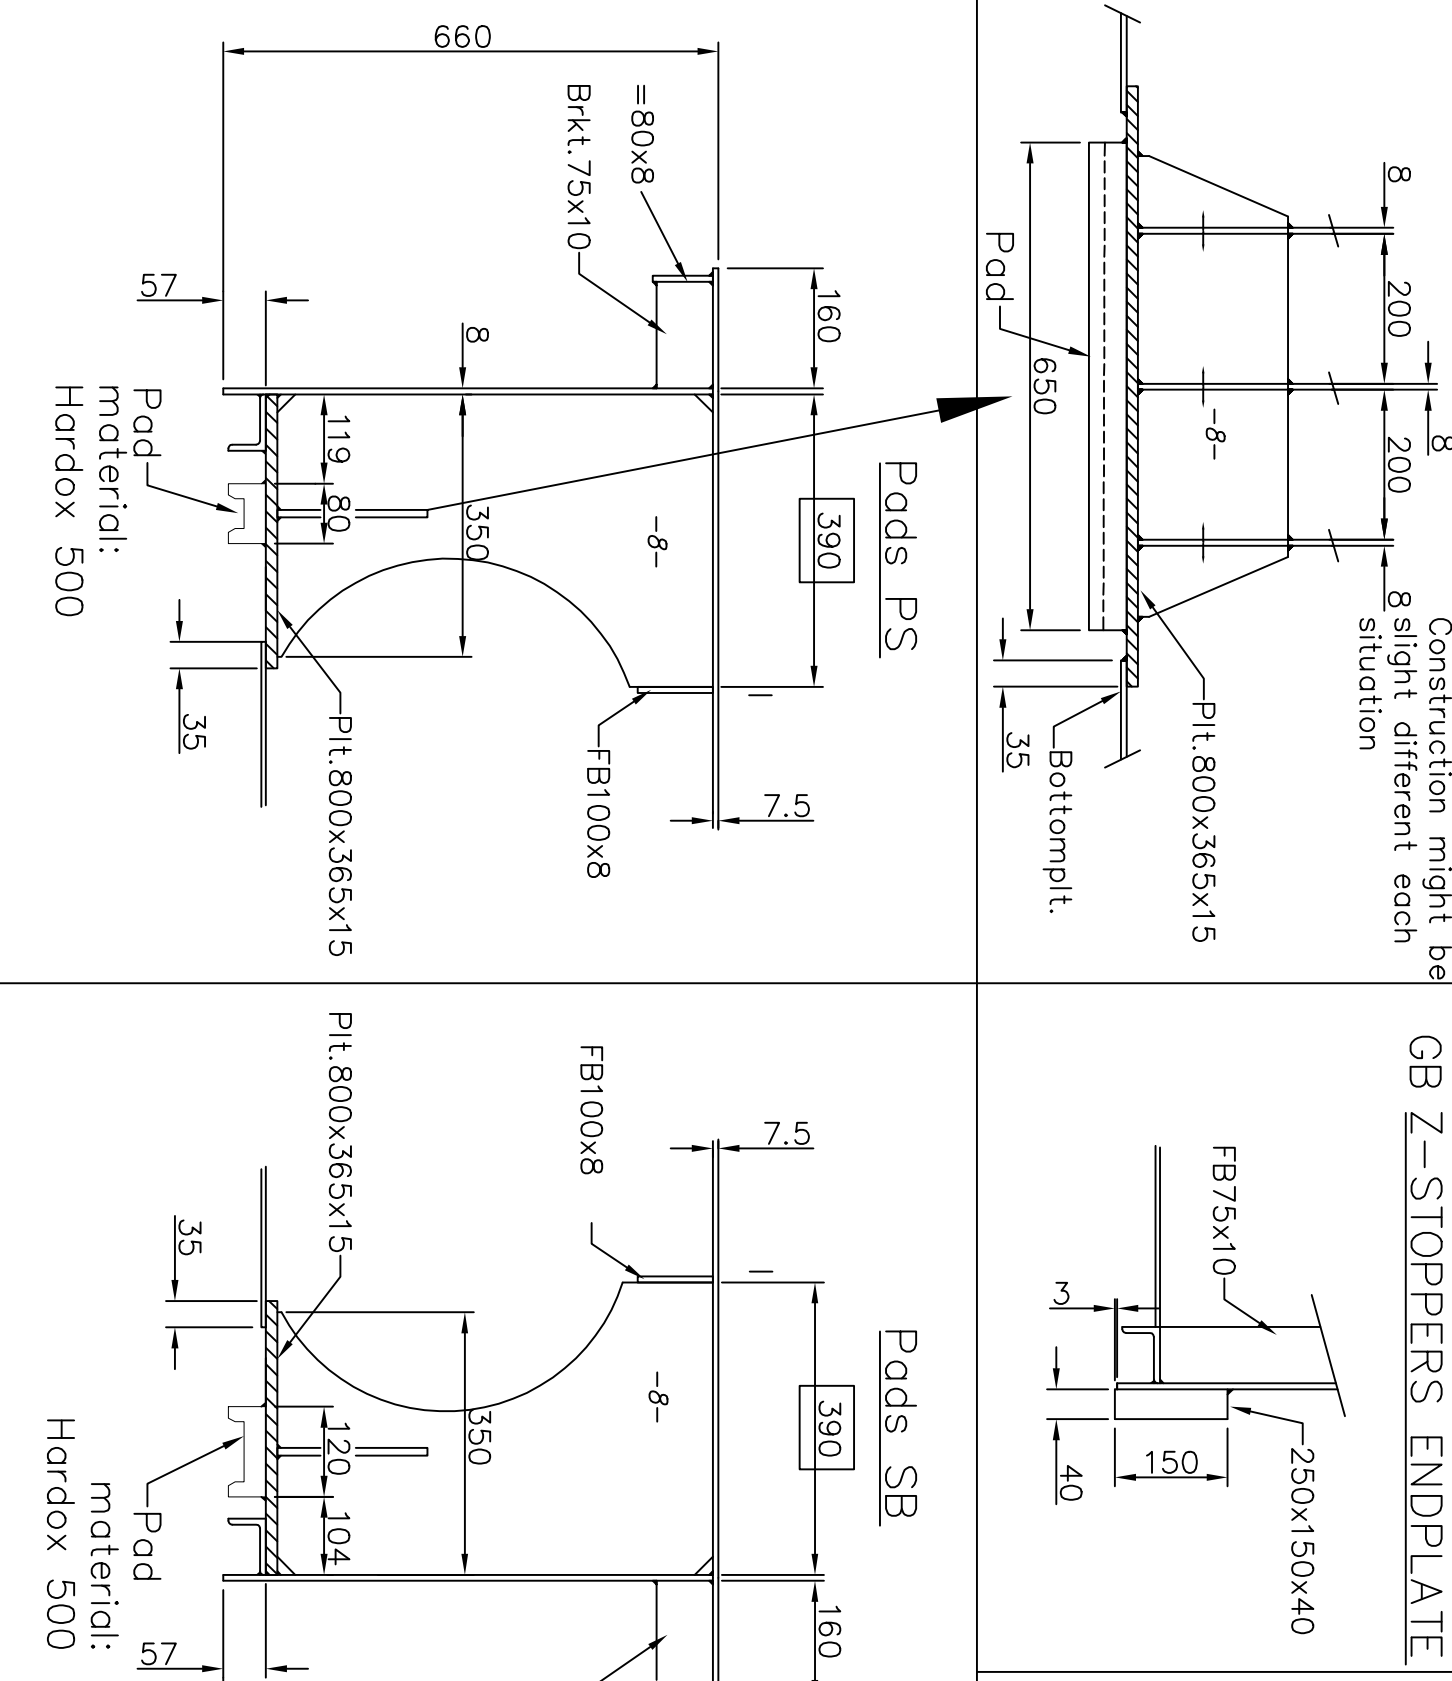 Construction might be
slight different each
situation
8
200
8
200
8
-8-
650
Pad
Plt.800x365x15
35
Bottomplt.
GB Z-STOPPERS ENDPLATE
FB75x10
3
250x150x40
150
40
Pads PS
660
=80x8
Brkt.75x10
160
57
8
390
119
80
350
-8-
Pad
material:
Hardox 500
35
Plt.800x365x15
FB100x8
7.5
Pads SB
7.5
FB100x8
Plt.800x365x15
35
390
-8-
350
120
104
Pad
material:
Hardox 500
160
57